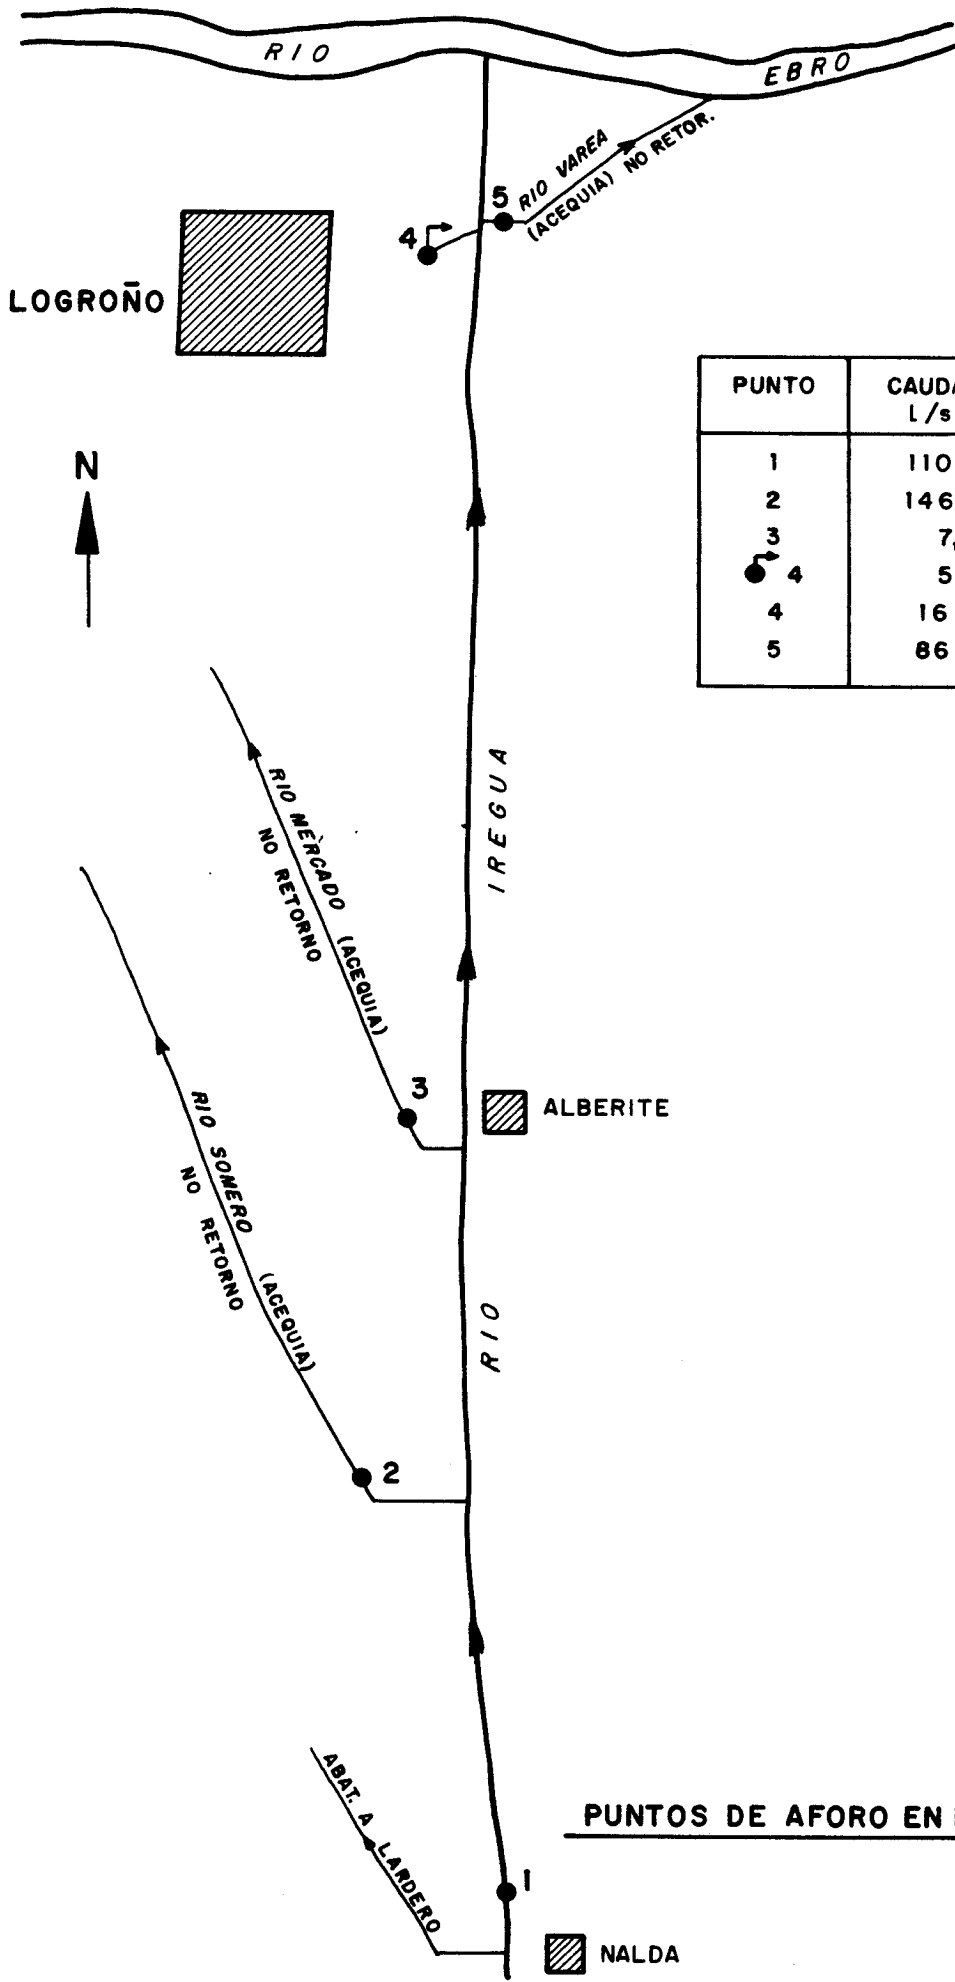 RIO
EBRO
RIO VAREA
(ACEQUIA) NO RETOR.
5
4
LOGROÑO
N
PUNTO CAUDA
L/s
1 110
2 146
3 7,
4 5
4 16
5 86
RIO MERCADO (ACEQUIA)
NO RETORNO
IREGUA
3
ALBERITE
RIO SOMERO (ACEQUIA)
NO RETORNO
RIO
2
ABAT. A LARDERO
PUNTOS DE AFORO EN
1
NALDA